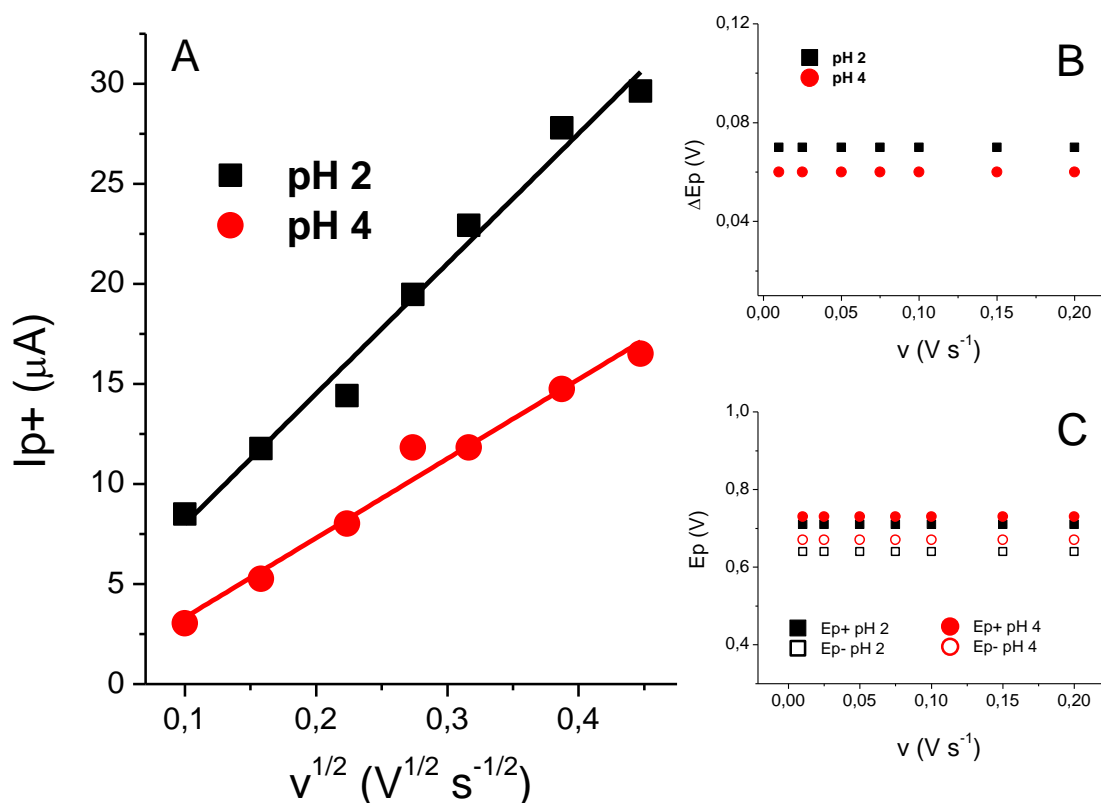 A
pH 2
pH 4
Ip+ (μA)
30
25
20
15
10
5
0
0,1
0,2
0,3
0,4
v^{1/2} (V^{1/2} s^{-1/2})
B
pH 2
pH 4
ΔEp (V)
0,12
0,08
0,04
0,00
0,05
0,10
0,15
0,20
v (V s^{-1})
C
Ep (V)
1,0
0,8
0,6
0,4
Ep+ pH 2
Ep- pH 2
Ep+ pH 4
Ep- pH 4
0,00
0,05
0,10
0,15
0,20
v (V s^{-1})